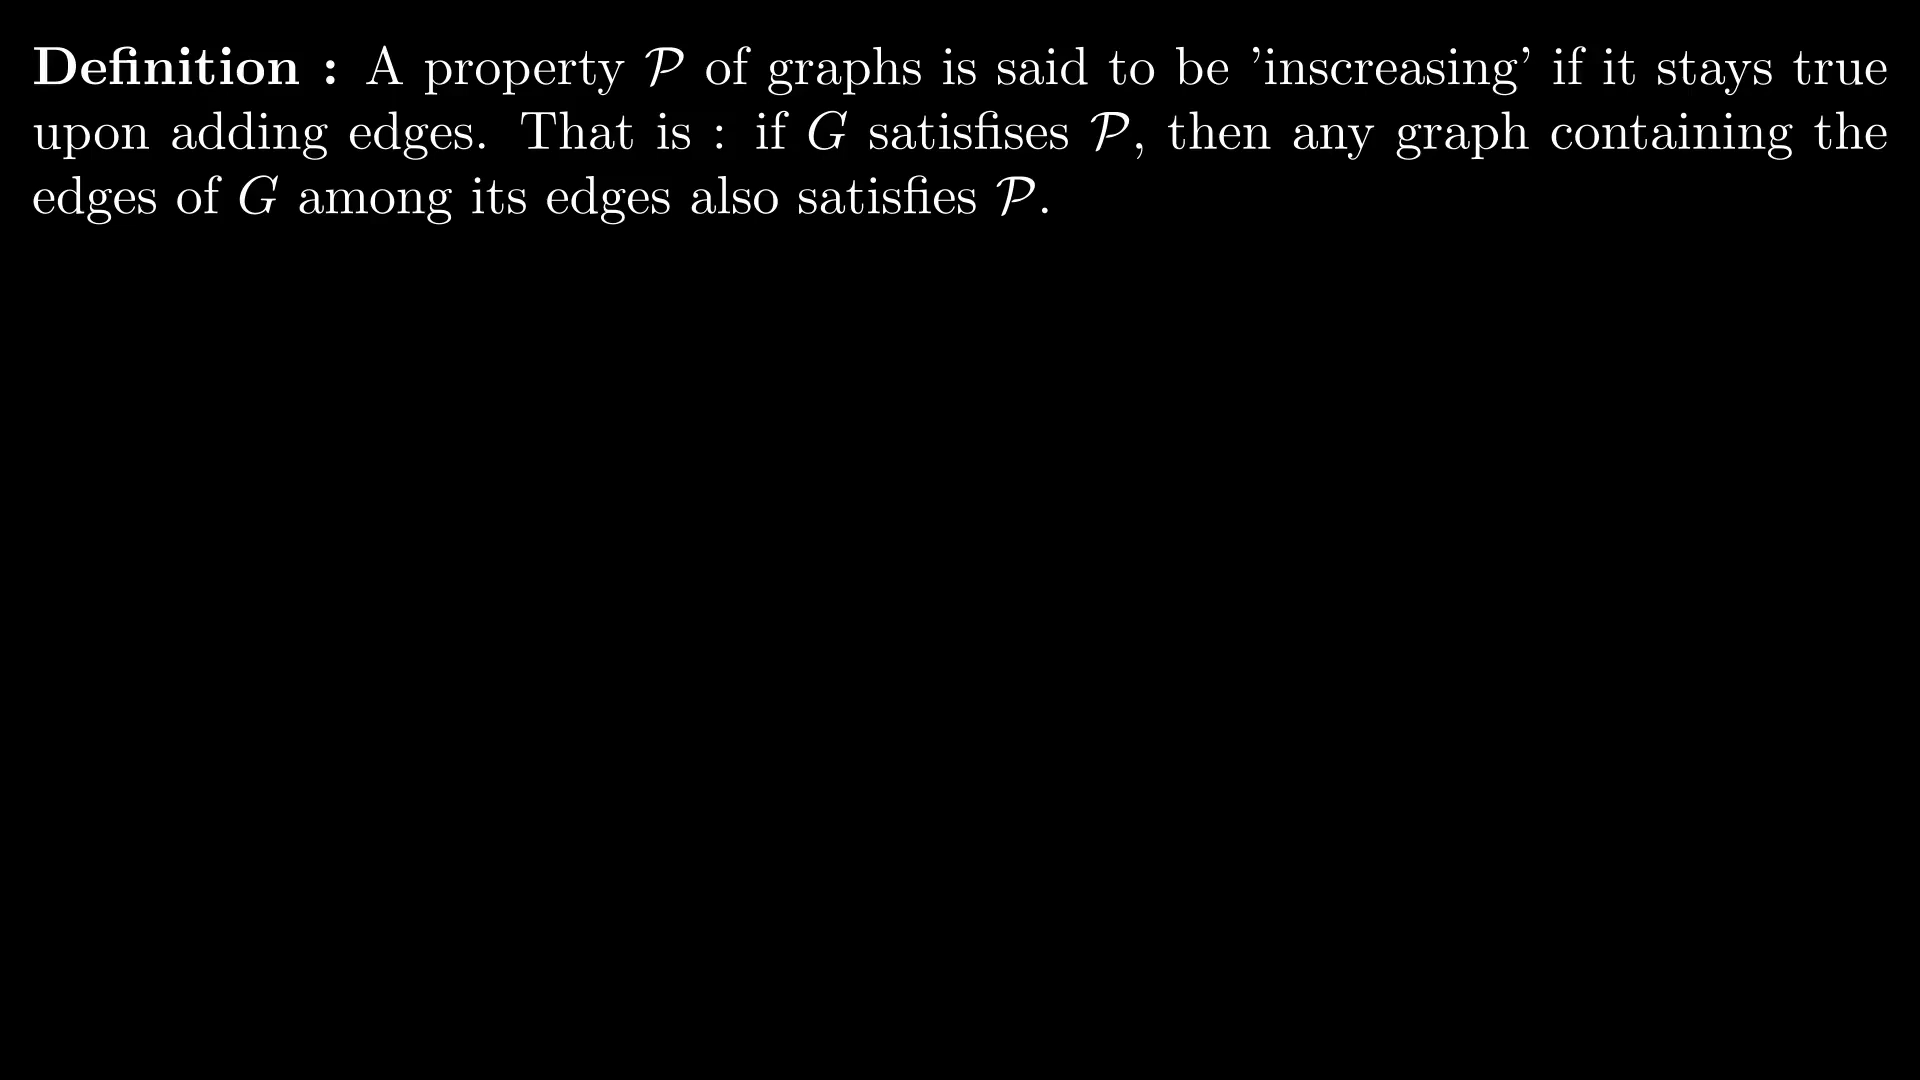 Definition : A property 𝒫 of graphs is said to be ’inscreasing’ if it stays true
upon adding edges. That is : if G satisfises 𝒫, then any graph containing the
edges of G among its edges also satisfies 𝒫.